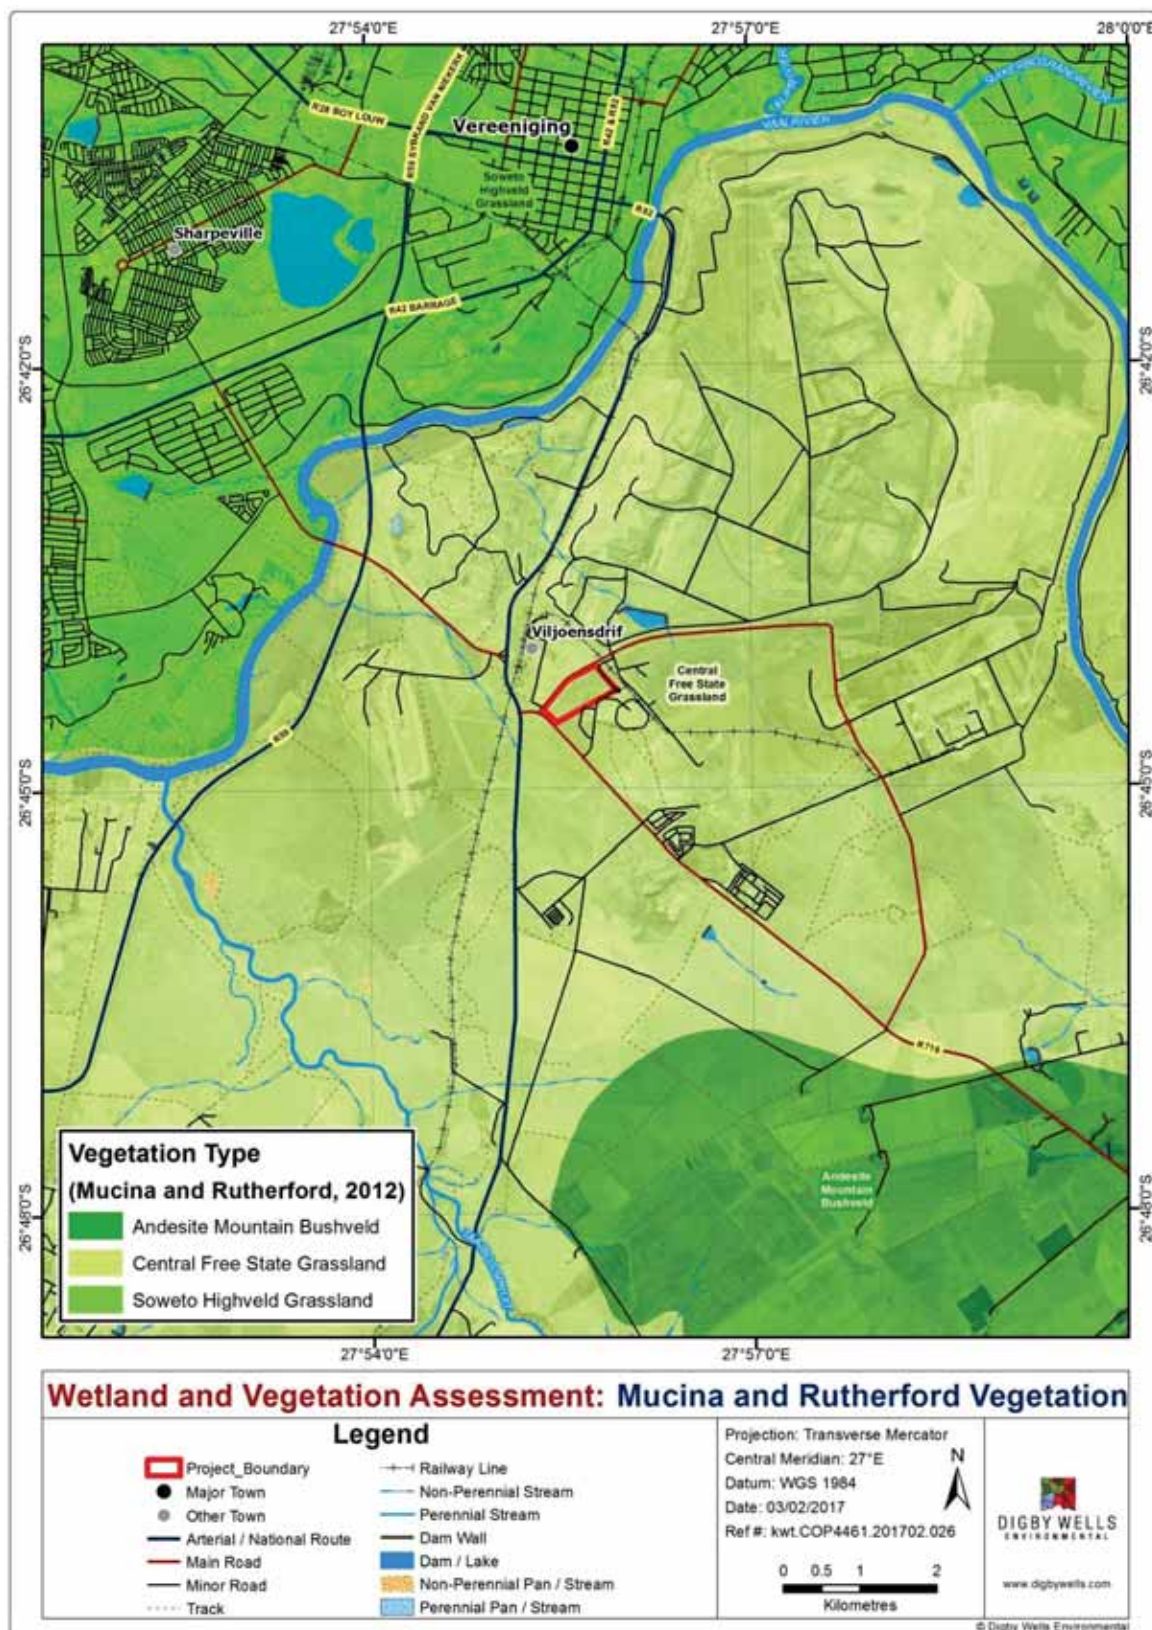 27°54'0"E
27°57'0"E
28°0'0"E
R28 BOY LOUW
R59 SYBRAND VAN NIEKERK
R42 & R82
VAALRIVIER
Vereeniging
Soweto
Highveld
Grassland
R82
Sharpeville
R42 BARRAGE
26°42'0"S
26°42'0"S
Viljoensdrif
Central
Free State
Grassland
R59
26°45'0"S
26°45'0"S
R716
Andesite
Mountain
Bushveld
26°48'0"S
26°48'0"S
Vegetation Type
(Mucina and Rutherford, 2012)
Andesite Mountain Bushveld
Central Free State Grassland
Soweto Highveld Grassland
27°54'0"E
27°57'0"E
Wetland and Vegetation Assessment: Mucina and Rutherford Vegetation
Legend
Project_Boundary
Major Town
Other Town
Arterial / National Route
Main Road
Minor Road
Track
Railway Line
Non-Perennial Stream
Perennial Stream
Dam Wall
Dam / Lake
Non-Perennial Pan / Stream
Perennial Pan / Stream
Projection: Transverse Mercator
Central Meridian: 27°E
Datum: WGS 1984
Date: 03/02/2017
Ref #: kwt.COP4461.201702.026
N
0 0.5 1 2
Kilometres
DIGBY WELLS
ENVIRONMENTAL
www.digbywells.com
© Digby Wells Environmental